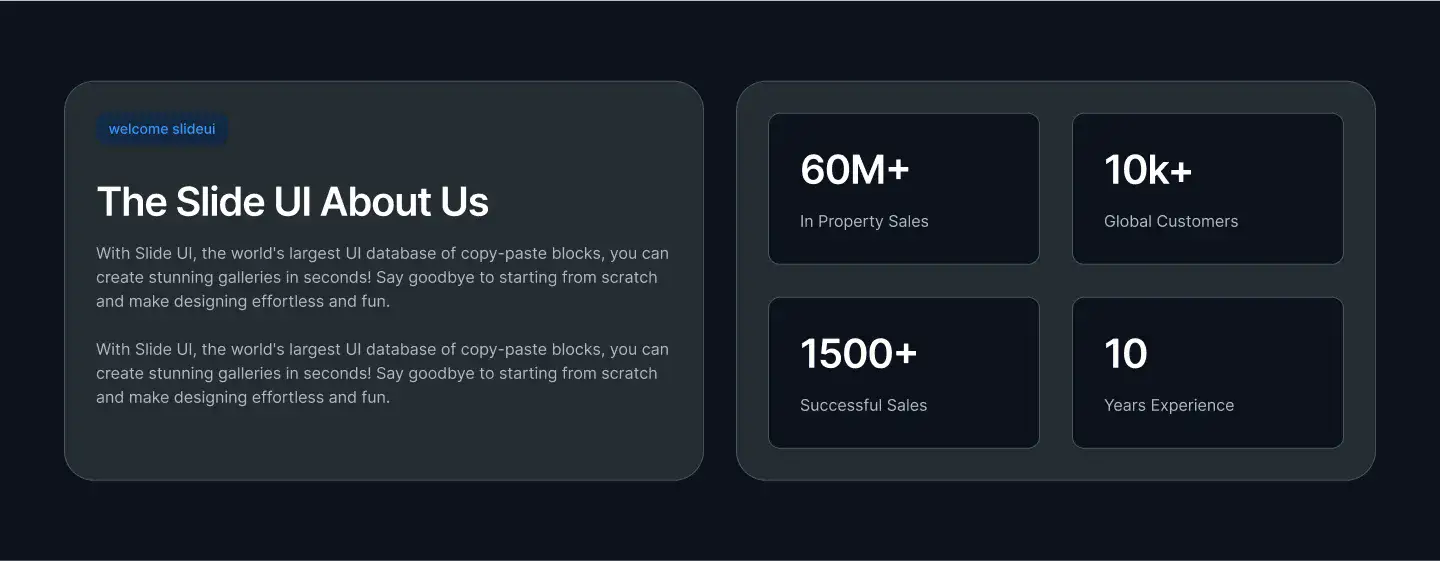 welcome slideui
The Slide UI About Us
With Slide UI, the world's largest UI database of copy-paste blocks, you can
create stunning galleries in seconds! Say goodbye to starting from scratch
and make designing effortless and fun.
With Slide UI, the world's largest UI database of copy-paste blocks, you can
create stunning galleries in seconds! Say goodbye to starting from scratch
and make designing effortless and fun.
60M+
In Property Sales
10k+
Global Customers
1500+
Successful Sales
10
Years Experience